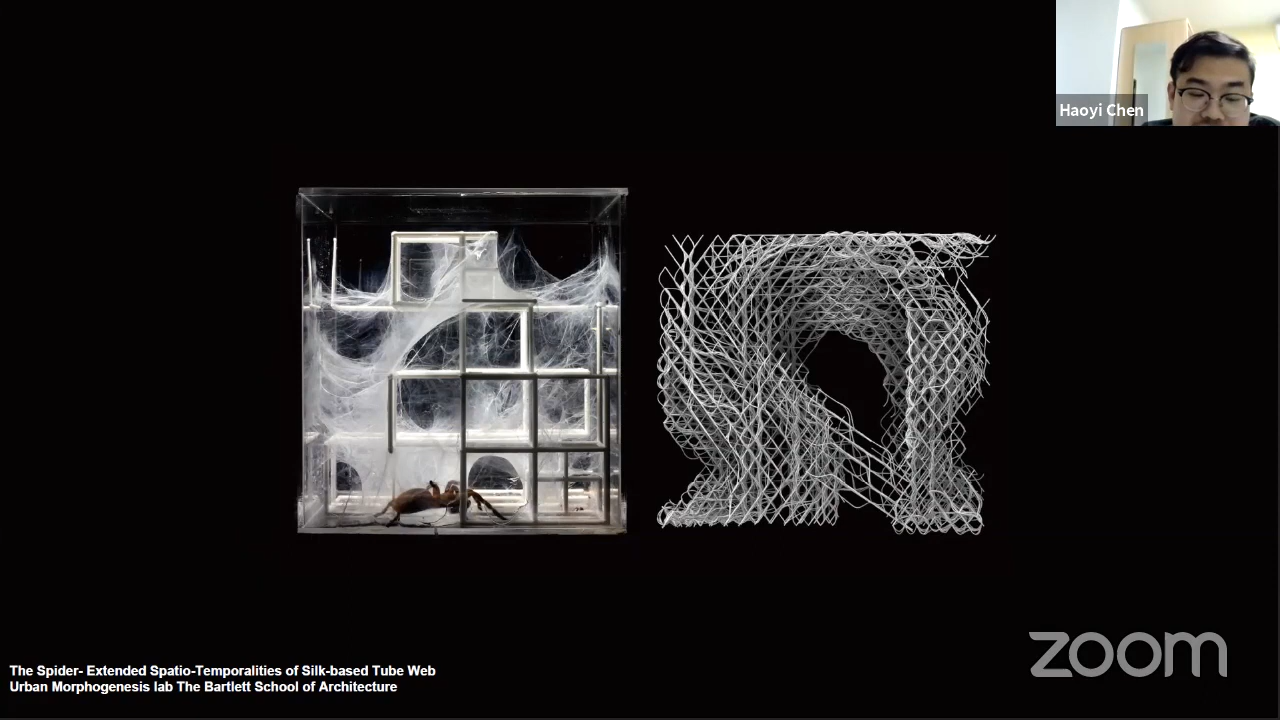 Haoyi Chen
The Spider- Extended Spatio-Temporalities of Silk-based Tube Web
Urban Morphogenesis lab The Bartlett School of Architecture
zoom